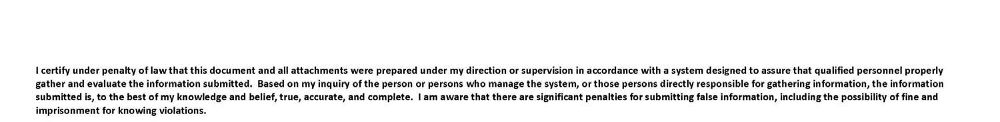 I certify under penalty of law that this document and all attachments were prepared under my direction or supervision in accordance with a system designed to assure that qualified personnel properly
gather and evaluate the information submitted.  Based on my inquiry of the person or persons who manage the system, or those persons directly responsible for gathering information, the information
submitted is, to the best of my knowledge and belief, true, accurate, and complete.  I am aware that there are significant penalties for submitting false information, including the possibility of fine and
imprisonment for knowing violations.